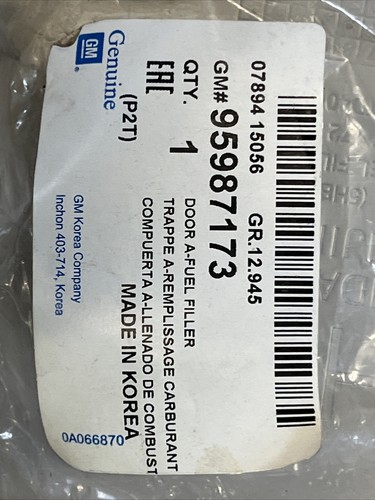 07894 15056 GR.12.945
GM# 95987173
QTY. 1
DOOR A-FUEL FILLER
TRAPPE A-REMPLISSAGE CARBURANT
COMPUERTA A-LLENADO DE COMBUST
EAC
(P2T)
MADE IN KOREA
GM
Genuine
GM Korea Company
Inchon 403-714, Korea
0A066870